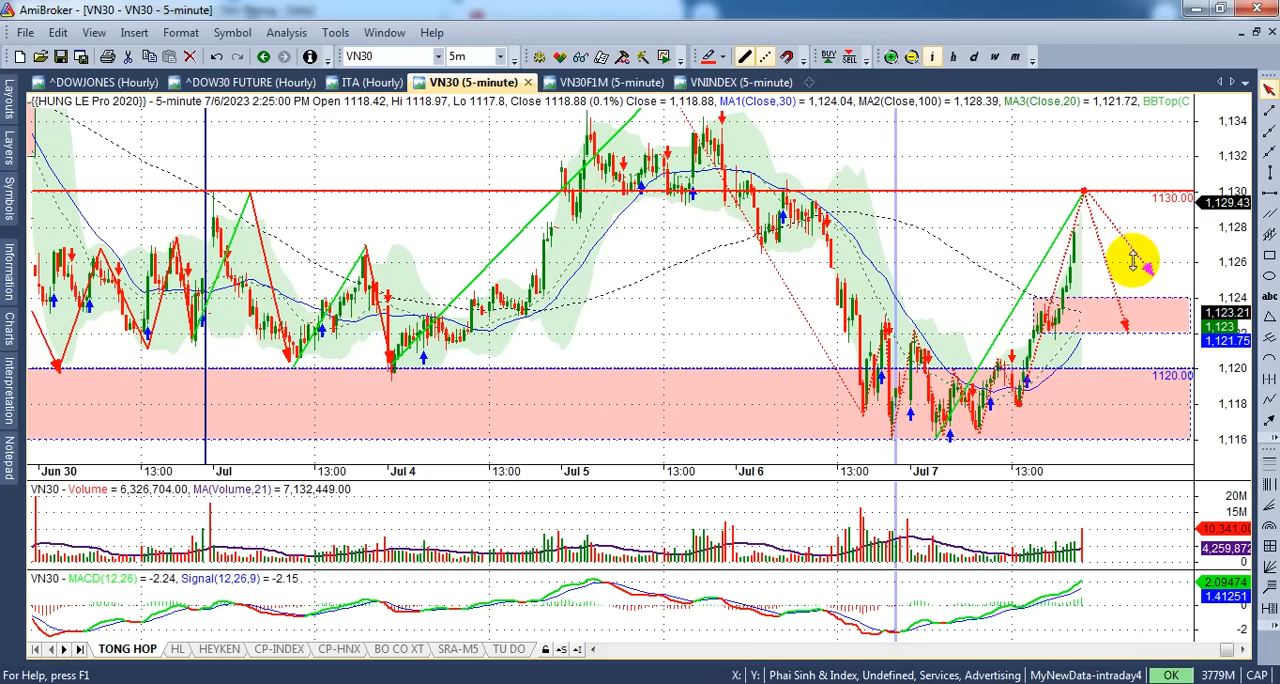 AmiBroker - [VN30 - VN30 - 5-minute]
File Edit View Insert Format Symbol Analysis Tools Window Help
VN30 5m BUY SELL i h d w m
^DOWJONES (Hourly) ^DOW30 FUTURE (Hourly) ITA (Hourly) VN30 (5-minute) VN30F1M (5-minute) VNINDEX (5-minute)
{{HUNG LE Pro 2020}} - 5-minute 7/6/2023 2:25:00 PM Open 1118.42, Hi 1118.97, Lo 1117.8, Close 1118.88 (0.1%) Close = 1,118.88, MA1(Close,30) = 1,124.04, MA2(Close,100) = 1,128.39, MA3(Close,20) = 1,121.72, BBTop(C
Layouts
Layers
Symbols
Information
Charts
Interpretation
Notepad
abc
1,134
1,132
1,130
1130.00
1,129.43
1,128
1,126
1,124
1,123.21
1,123
1,121.75
1,120
1120.00
1,118
1,116
Jun 30 13:00 Jul 13:00 Jul 4 13:00 Jul 5 13:00 Jul 6 13:00 Jul 7 13:00
VN30 - Volume = 6,326,704.00, MA(Volume,21) = 7,132,449.00
20M
15M
10,341.00
4,259,872
0
VN30 - MACD(12,26) = -2.24, Signal(12,26,9) = -2.15
2.09474
1.41251
0
-2
TONG HOP HL HEYKEN CP-INDEX CP-HNX BO CO XT SRA-M5 TU DO
For Help, press F1 X: Y: Phai Sinh & Index, Undefined, Services, Advertising MyNewData-intraday4 OK 3779M CAP